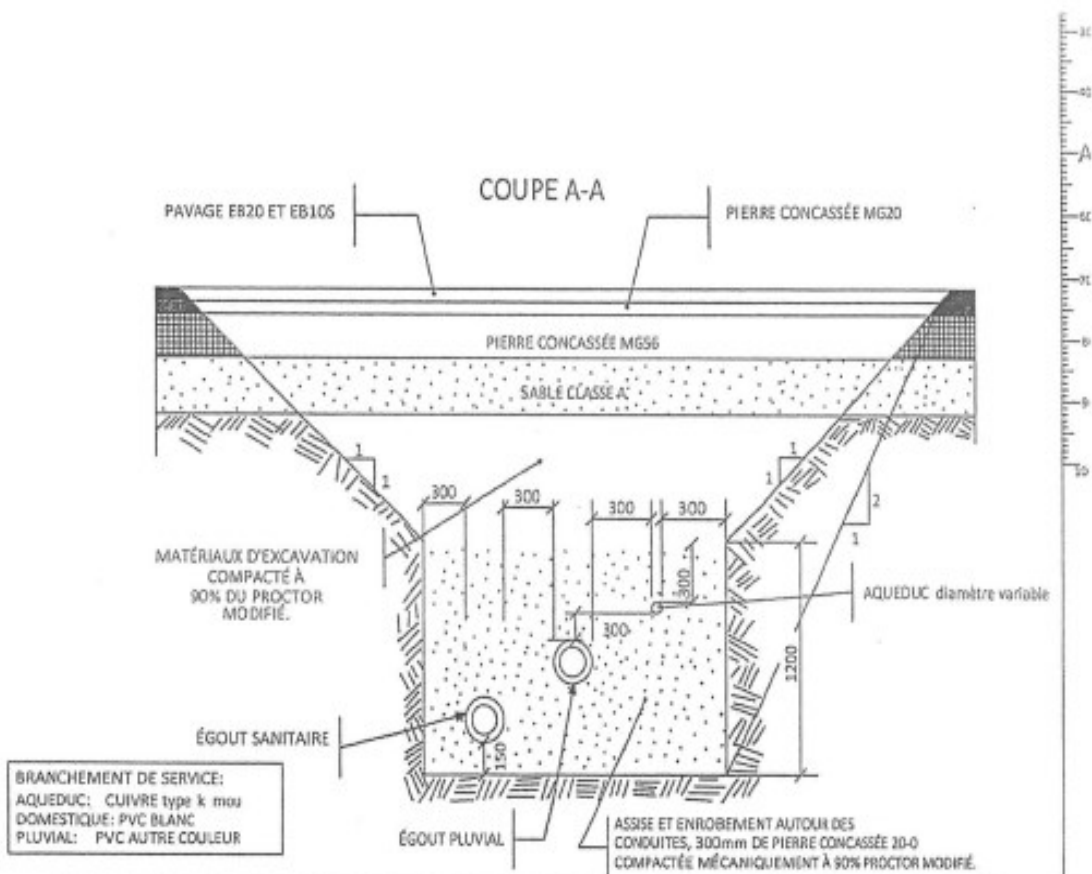 COUPE A-A
PAVAGE EB20 ET EB10S
PIERRE CONCASSÉE MG20
PIERRE CONCASSÉE MG56
SABLE CLASSE A
1
1
1
1
2
1
300
300
300
300
300
300
MATÉRIAUX D'EXCAVATION
COMPACTÉ À
90% DU PROCTOR
MODIFIÉ.
AQUEDUC diamètre variable
1200
ÉGOUT SANITAIRE
150
BRANCHEMENT DE SERVICE:
AQUEDUC: CUIVRE type k mou
DOMESTIQUE: PVC BLANC
PLUVIAL: PVC AUTRE COULEUR
ÉGOUT PLUVIAL
ASSISE ET ENROBEMENT AUTOUR DES
CONDUITES, 300mm DE PIERRE CONCASSÉE 20-0
COMPACTÉE MÉCANIQUEMENT À 90% PROCTOR MODIFIÉ.